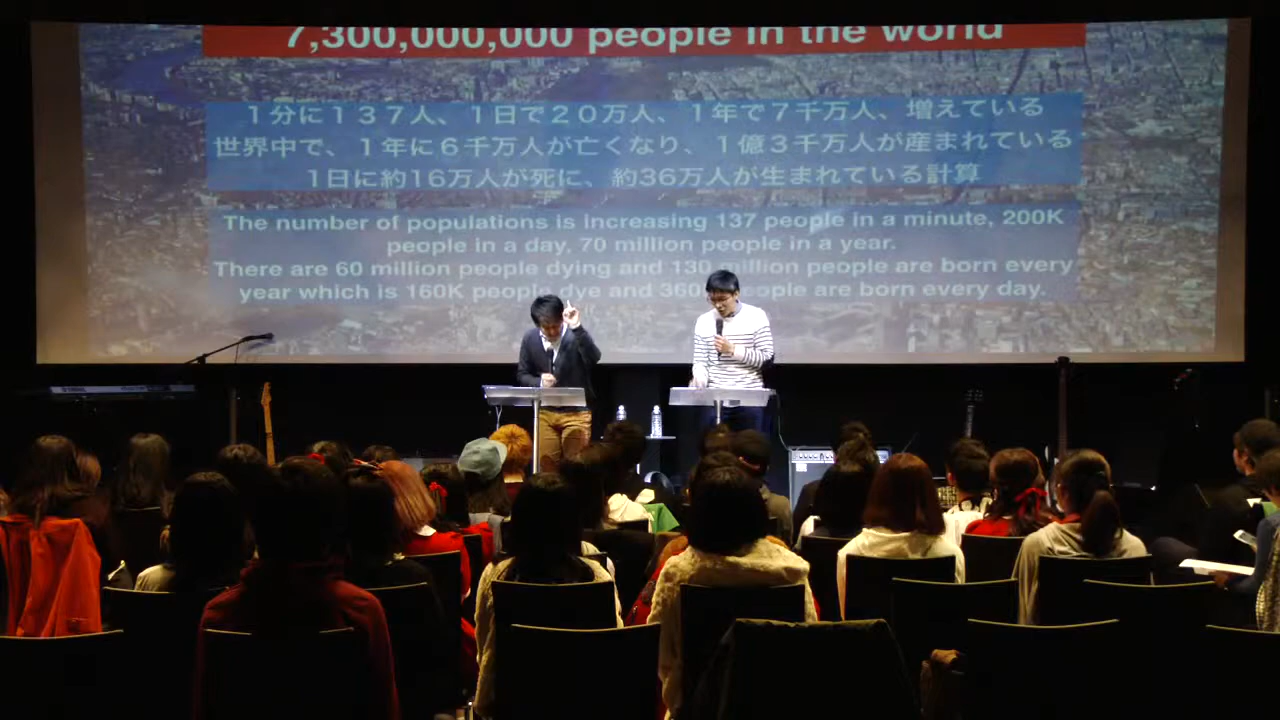 7,300,000,000 people in the world
1分に137人、1日で20万人、1年で7千万人、増えている
世界中で、1年に6千万人が亡くなり、1億3千万人が産まれている
1日に約16万人が死に、約36万人が生まれている計算
The number of populations is increasing 137 people in a minute, 200K
people in a day, 70 million people in a year.
There are 60 million people dying and 130 million people are born every
year which is 160K people dye and 360 people are born every day.